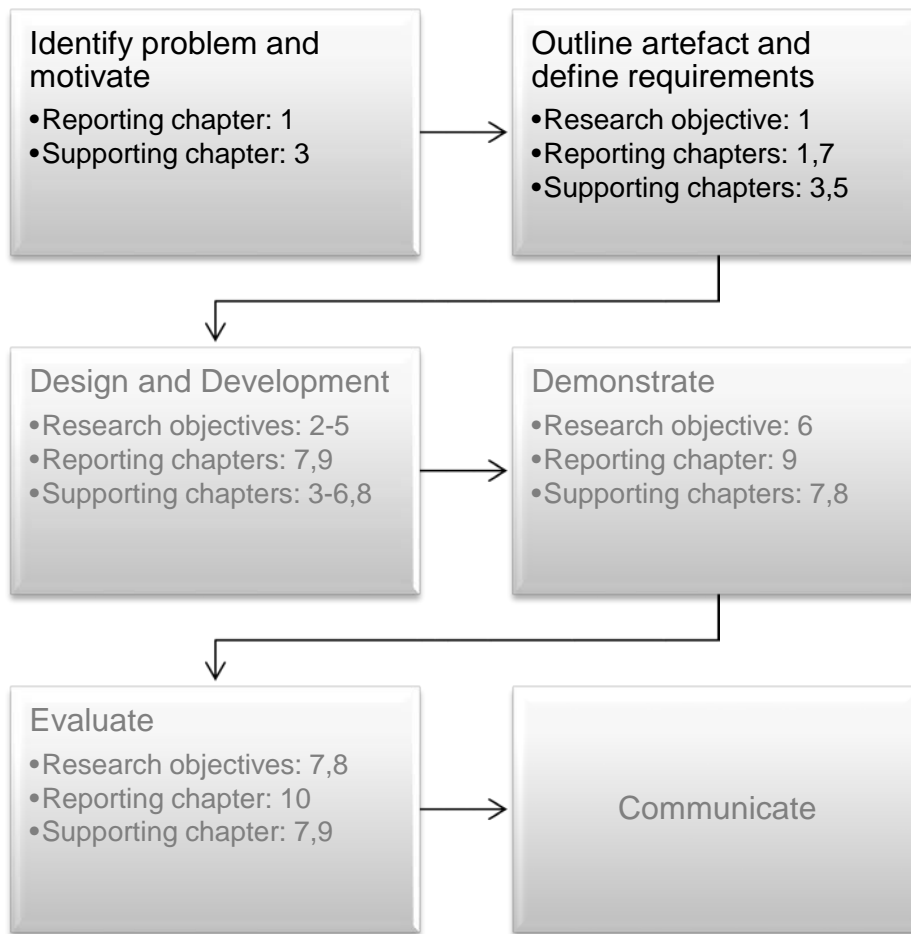 Identify problem and
motivate
•Reporting chapter: 1
•Supporting chapter: 3
Outline artefact and
define requirements
•Research objective: 1
•Reporting chapters: 1,7
•Supporting chapters: 3,5
Design and Development
•Research objectives: 2-5
•Reporting chapters: 7,9
•Supporting chapters: 3-6,8
Demonstrate
•Research objective: 6
•Reporting chapter: 9
•Supporting chapters: 7,8
Evaluate
•Research objectives: 7,8
•Reporting chapter: 10
•Supporting chapter: 7,9
Communicate